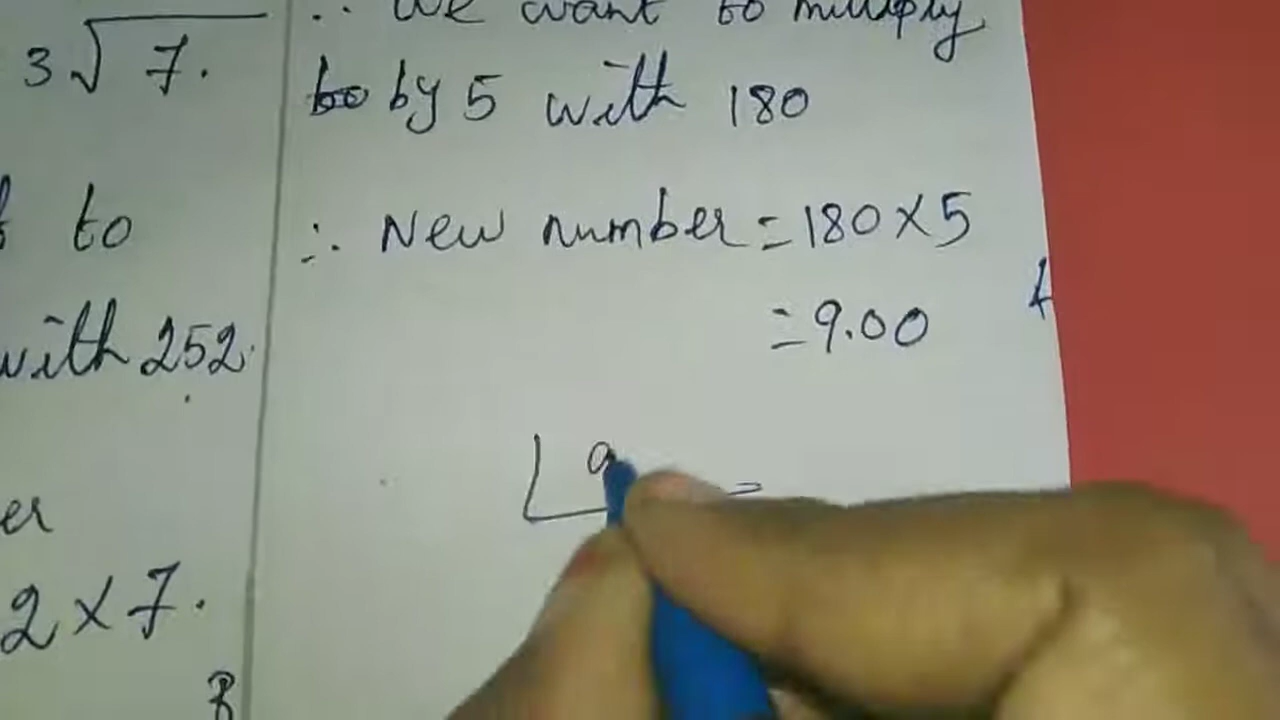 3√7.
to
with 252.
er
2×7.
∴ We want to multiply
by 5 with 180
∴ New number = 180×5
= 9.00
=